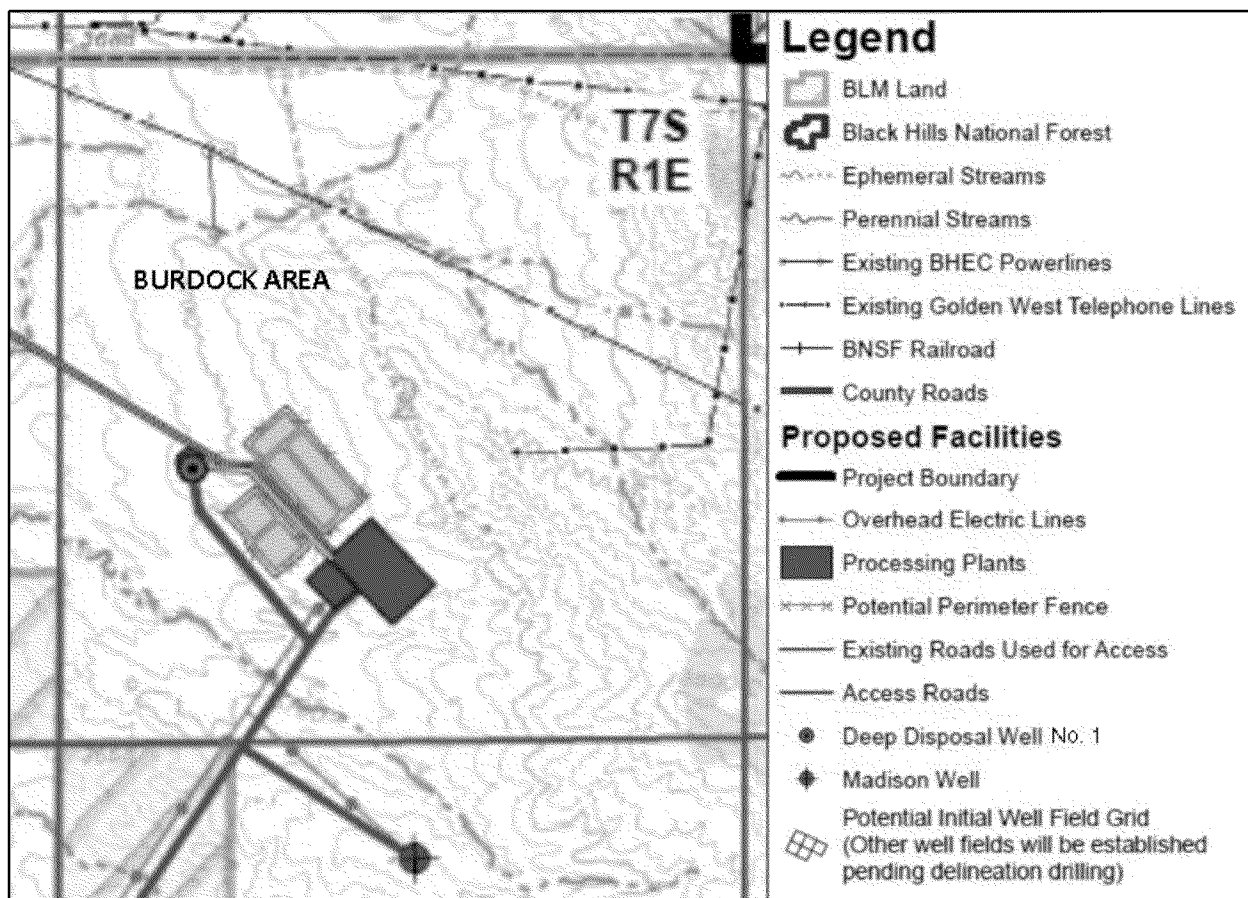 3680
T7S
R1E
BURDOCK AREA
Legend
BLM Land
Black Hills National Forest
Ephemeral Streams
Perennial Streams
Existing BHEC Powerlines
Existing Golden West Telephone Lines
BNSF Railroad
County Roads
Proposed Facilities
Project Boundary
Overhead Electric Lines
Processing Plants
Potential Perimeter Fence
Existing Roads Used for Access
Access Roads
Deep Disposal Well No. 1
Madison Well
Potential Initial Well Field Grid
(Other well fields will be established
pending delineation drilling)